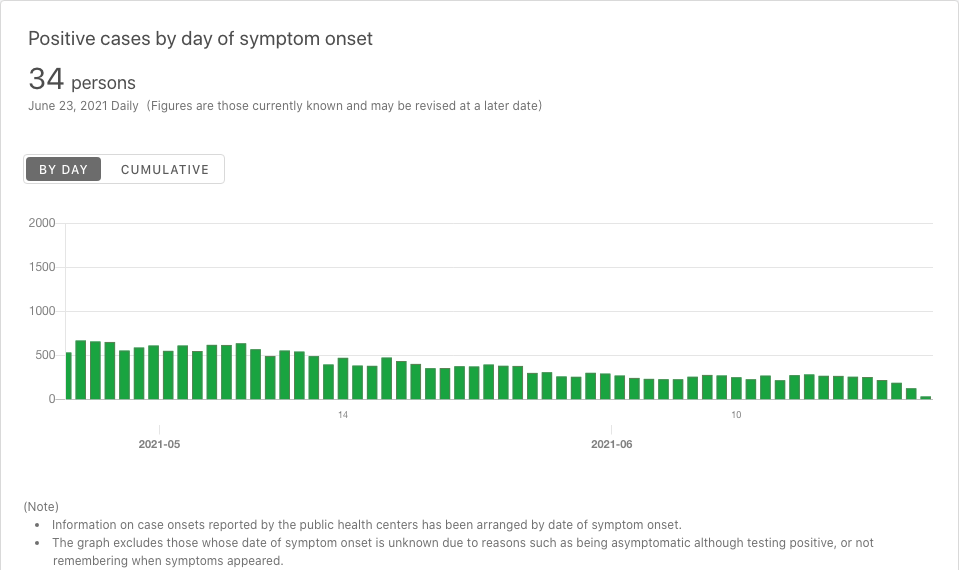 Positive cases by day of symptom onset
34 persons
June 23, 2021 Daily (Figures are those currently known and may be revised at a later date)
BY DAY CUMULATIVE
2000
1500
1000
500
0
14 10
2021-05 2021-06
(Note)
• Information on case onsets reported by the public health centers has been arranged by date of symptom onset.
• The graph excludes those whose date of symptom onset is unknown due to reasons such as being asymptomatic although testing positive, or not
remembering when symptoms appeared.